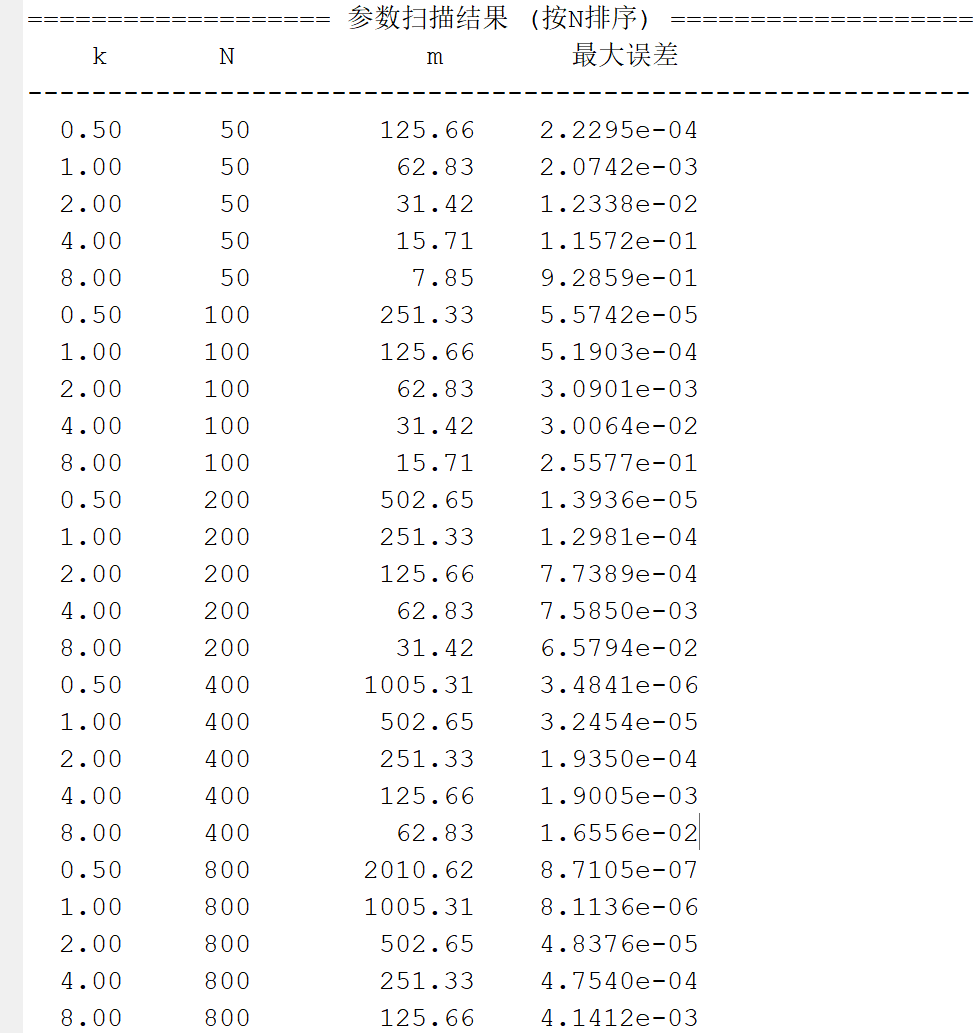 =================== 参数扫描结果 (按N排序) ===================
k N m 最大误差
-----------------------------------------------------------
0.50 50 125.66 2.2295e-04
1.00 50 62.83 2.0742e-03
2.00 50 31.42 1.2338e-02
4.00 50 15.71 1.1572e-01
8.00 50 7.85 9.2859e-01
0.50 100 251.33 5.5742e-05
1.00 100 125.66 5.1903e-04
2.00 100 62.83 3.0901e-03
4.00 100 31.42 3.0064e-02
8.00 100 15.71 2.5577e-01
0.50 200 502.65 1.3936e-05
1.00 200 251.33 1.2981e-04
2.00 200 125.66 7.7389e-04
4.00 200 62.83 7.5850e-03
8.00 200 31.42 6.5794e-02
0.50 400 1005.31 3.4841e-06
1.00 400 502.65 3.2454e-05
2.00 400 251.33 1.9350e-04
4.00 400 125.66 1.9005e-03
8.00 400 62.83 1.6556e-02
0.50 800 2010.62 8.7105e-07
1.00 800 1005.31 8.1136e-06
2.00 800 502.65 4.8376e-05
4.00 800 251.33 4.7540e-04
8.00 800 125.66 4.1412e-03